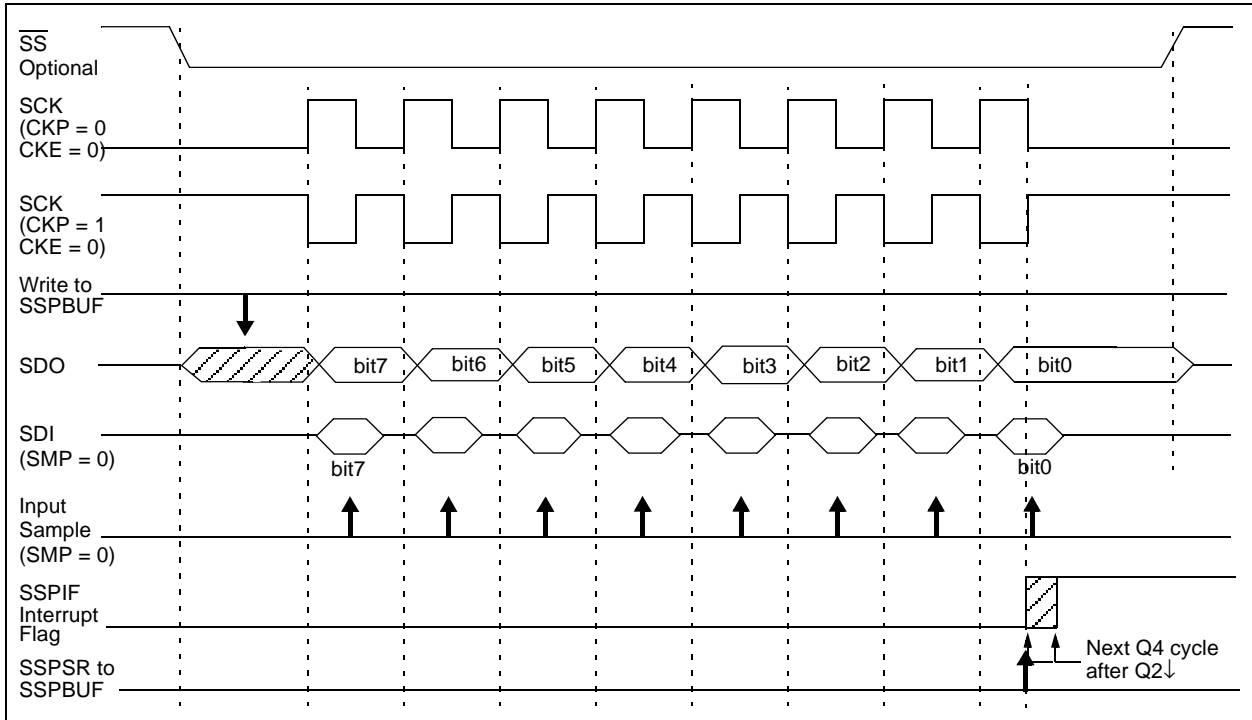 SS
Optional
SCK
(CKP = 0
CKE = 0)
SCK
(CKP = 1
CKE = 0)
Write to
SSPBUF
SDO
bit7 bit6 bit5 bit4 bit3 bit2 bit1 bit0
SDI
(SMP = 0)
bit7 bit0
Input
Sample
(SMP = 0)
SSPIF
Interrupt
Flag
Next Q4 cycle
after Q2↓
SSPSR to
SSPBUF